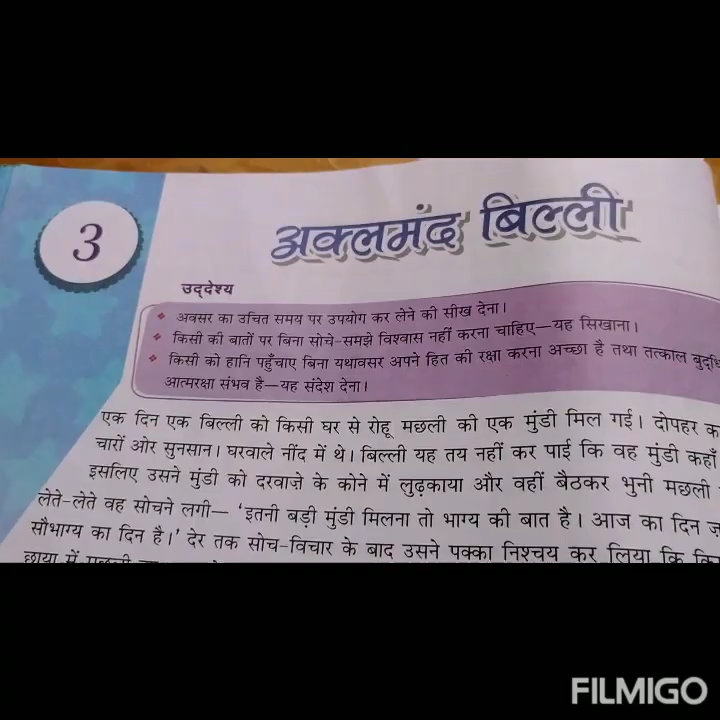 3
अक्लमंद बिल्ली
उद्देश्य
❖ अवसर का उचित समय पर उपयोग कर लेने की सीख देना।
❖ किसी की बातों पर बिना सोचे-समझे विश्वास नहीं करना चाहिए—यह सिखाना।
❖ किसी को हानि पहुँचाए बिना यथावसर अपने हित की रक्षा करना अच्छा है तथा तत्काल
आत्मरक्षा संभव है—यह संदेश देना।
एक दिन एक बिल्ली को किसी घर से रोहू मछली की एक मुंडी मिल गई। दोपहर
चारों ओर सुनसान। घरवाले नींद में थे। बिल्ली यह तय नहीं कर पाई कि वह मुंडी कहाँ
इसलिए उसने मुंडी को दरवाज़े के कोने में लुढ़काया और वहीं बैठकर भुनी मछली
लेते-लेते वह सोचने लगी— 'इतनी बड़ी मुंडी मिलना तो भाग्य की बात है। आज का दिन
सौभाग्य का दिन है।' देर तक सोच-विचार के बाद उसने पक्का निश्चय कर लिया कि
छाया में
FILMIGO